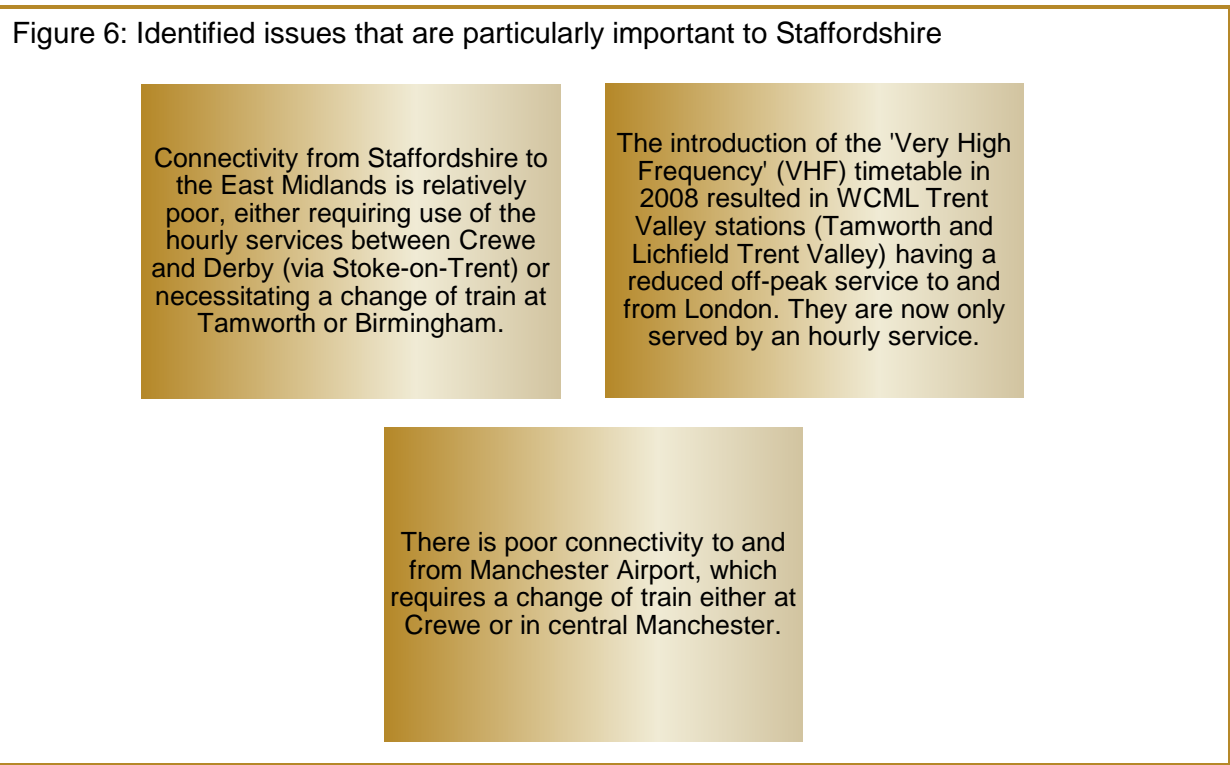 Figure 6: Identified issues that are particularly important to Staffordshire
Connectivity from Staffordshire to
the East Midlands is relatively
poor, either requiring use of the
hourly services between Crewe
and Derby (via Stoke-on-Trent) or
necessitating a change of train at
Tamworth or Birmingham.
The introduction of the 'Very High
Frequency' (VHF) timetable in
2008 resulted in WCML Trent
Valley stations (Tamworth and
Lichfield Trent Valley) having a
reduced off-peak service to and
from London. They are now only
served by an hourly service.
There is poor connectivity to and
from Manchester Airport, which
requires a change of train either at
Crewe or in central Manchester.